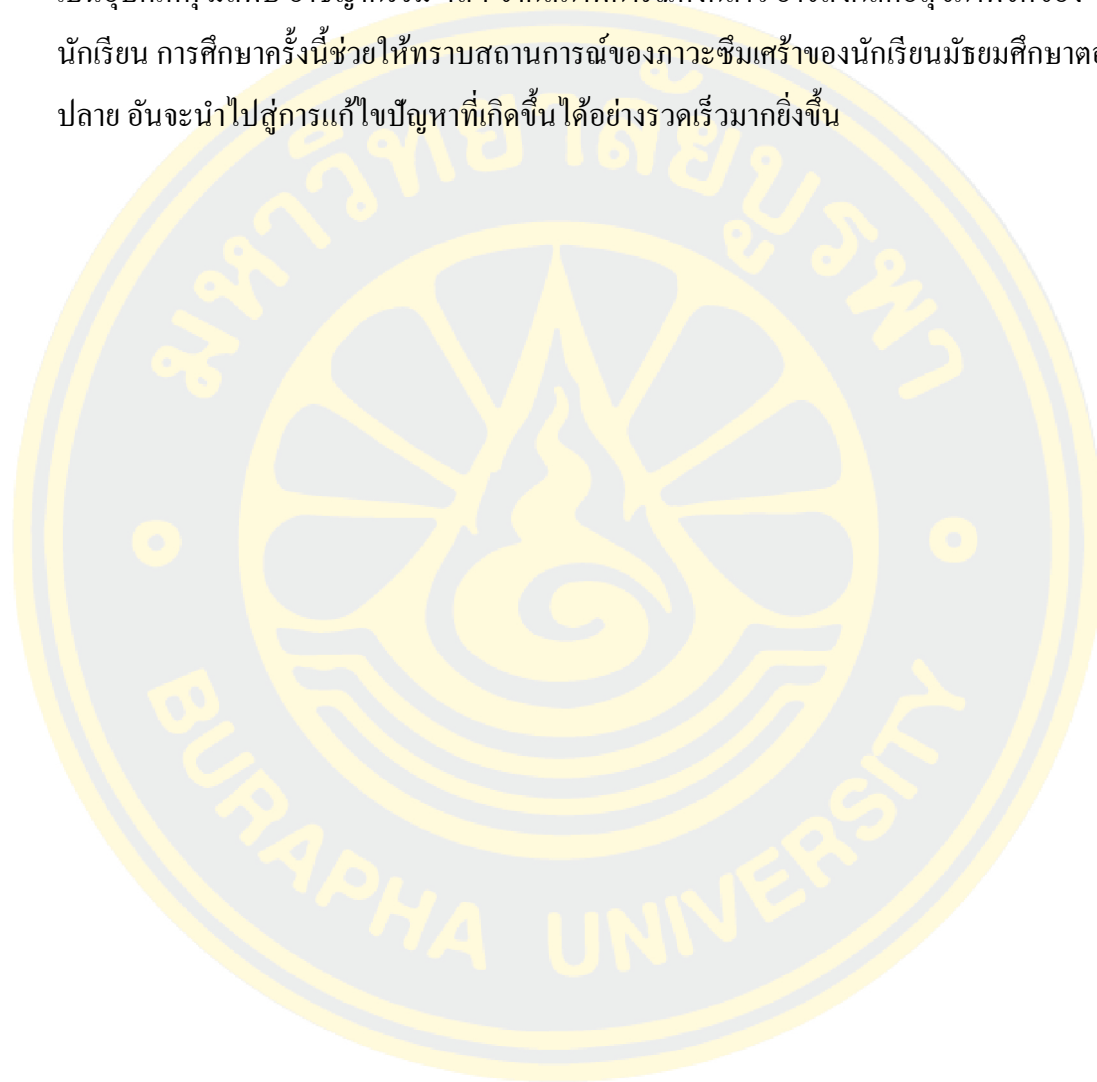 นักเรียน การศึกษาครั้งนี้ช่วยให้ทราบสถานการณ์ของภาวะซึมเศร้าของนักเรียนมัธยมศึกษาตอ
ปลาย อันจะนำไปสู่การแก้ไขปัญหาที่เกิดขึ้นได้อย่างรวดเร็วมากยิ่งขึ้น
มหาวิทยาลัยบูรพา
BURAPHA UNIVERSITY